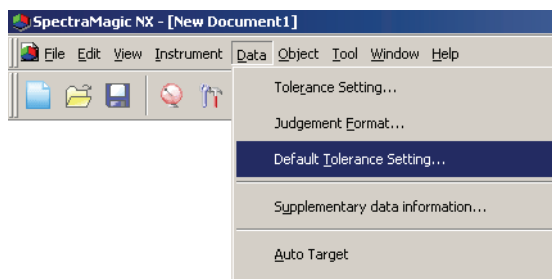 SpectraMagic NX - [New Document1]
File Edit View Instrument Data Object Tool Window Help
Tolerance Setting...
Judgement Format...
Default Tolerance Setting...
Supplementary data information...
Auto Target